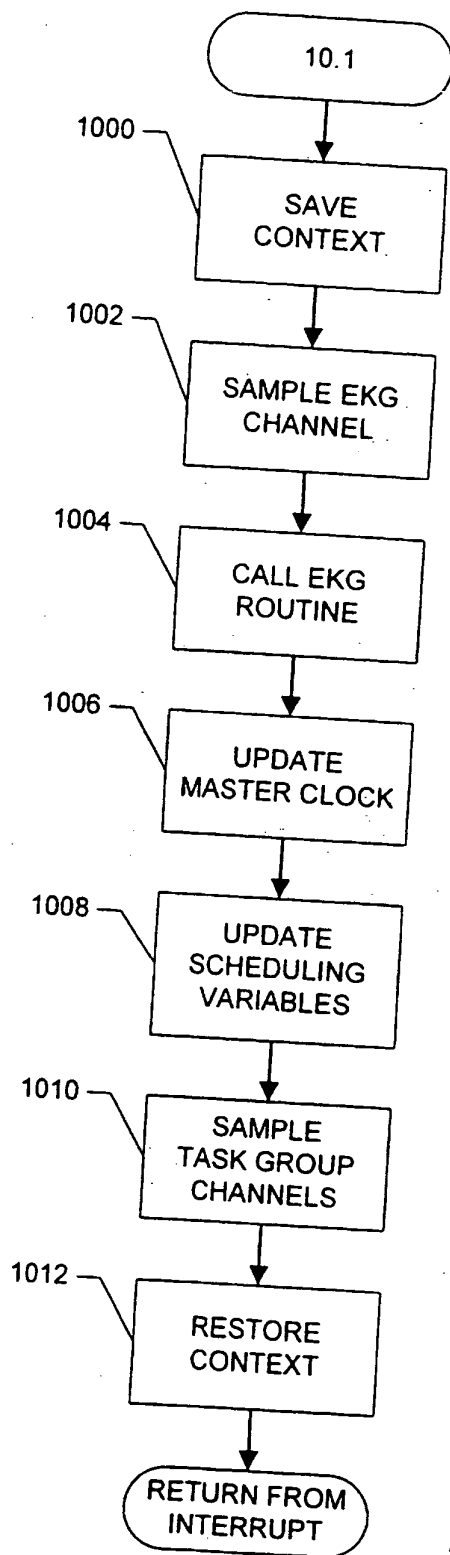 10.1
1000
SAVE
CONTEXT
1002
SAMPLE EKG
CHANNEL
1004
CALL EKG
ROUTINE
1006
UPDATE
MASTER CLOCK
1008
UPDATE
SCHEDULING
VARIABLES
1010
SAMPLE
TASK GROUP
CHANNELS
1012
RESTORE
CONTEXT
RETURN FROM
INTERRUPT